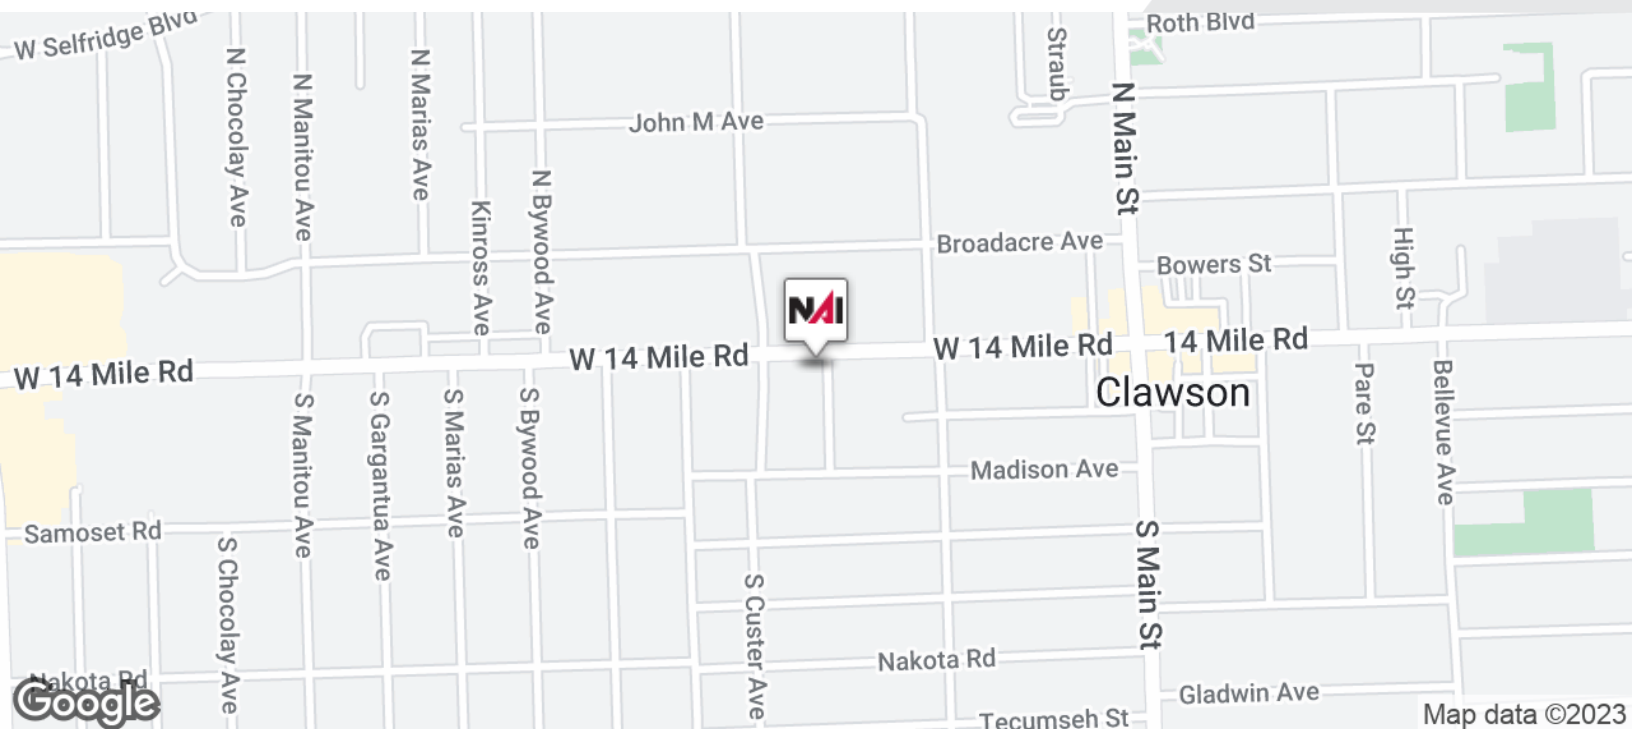 W Selfridge Blvd
Roth Blvd
N Chocolay Ave
N Manitou Ave
N Marias Ave
Straub
N Main St
John M Ave
Kinross Ave
N Bywood Ave
Broadacre Ave
Bowers St
High St
NAI
W 14 Mile Rd
W 14 Mile Rd
W 14 Mile Rd
14 Mile Rd
Clawson
S Manitou Ave
S Gargantua Ave
S Marias Ave
S Bywood Ave
Pare St
Bellevue Ave
Madison Ave
Samoset Rd
S Chocolay Ave
S Custer Ave
S Main St
Nakota Rd
Nakota Rd
Google
Gladwin Ave
Tecumseh St
Map data ©2023